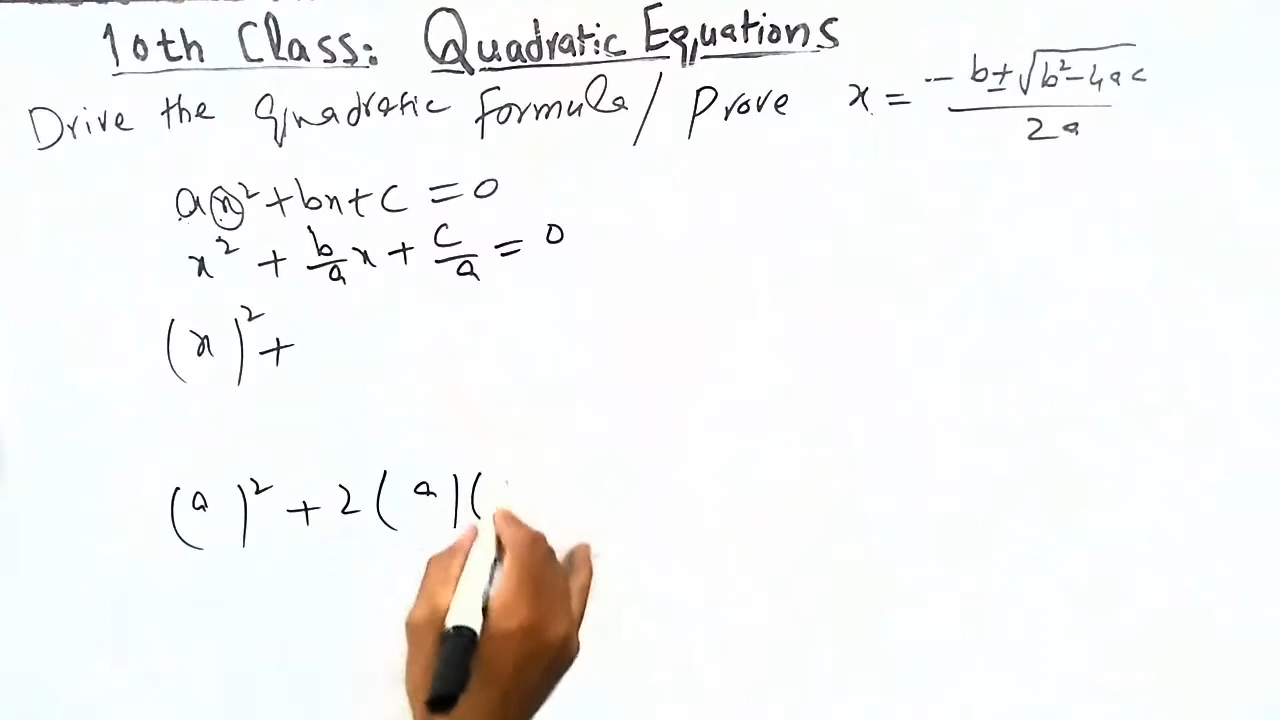 10th Class: Quadratic Equations
Drive the Quadratic formula / Prove x = -b±√b²-4ac / 2a
ax²+bx+c = 0
x² + b/a x + c/a = 0
(x)² +
(a)² + 2(a)(